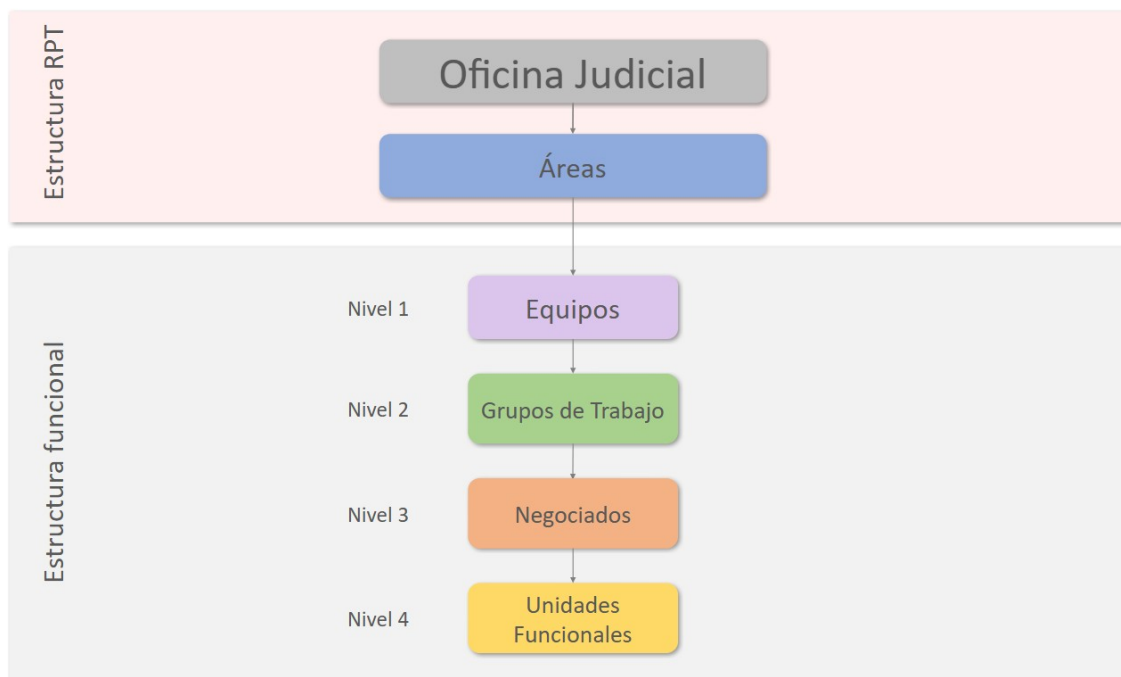 Estructura RPT
Oficina Judicial
Áreas
Estructura funcional
Nivel 1
Equipos
Nivel 2
Grupos de Trabajo
Nivel 3
Negociados
Nivel 4
Unidades
Funcionales